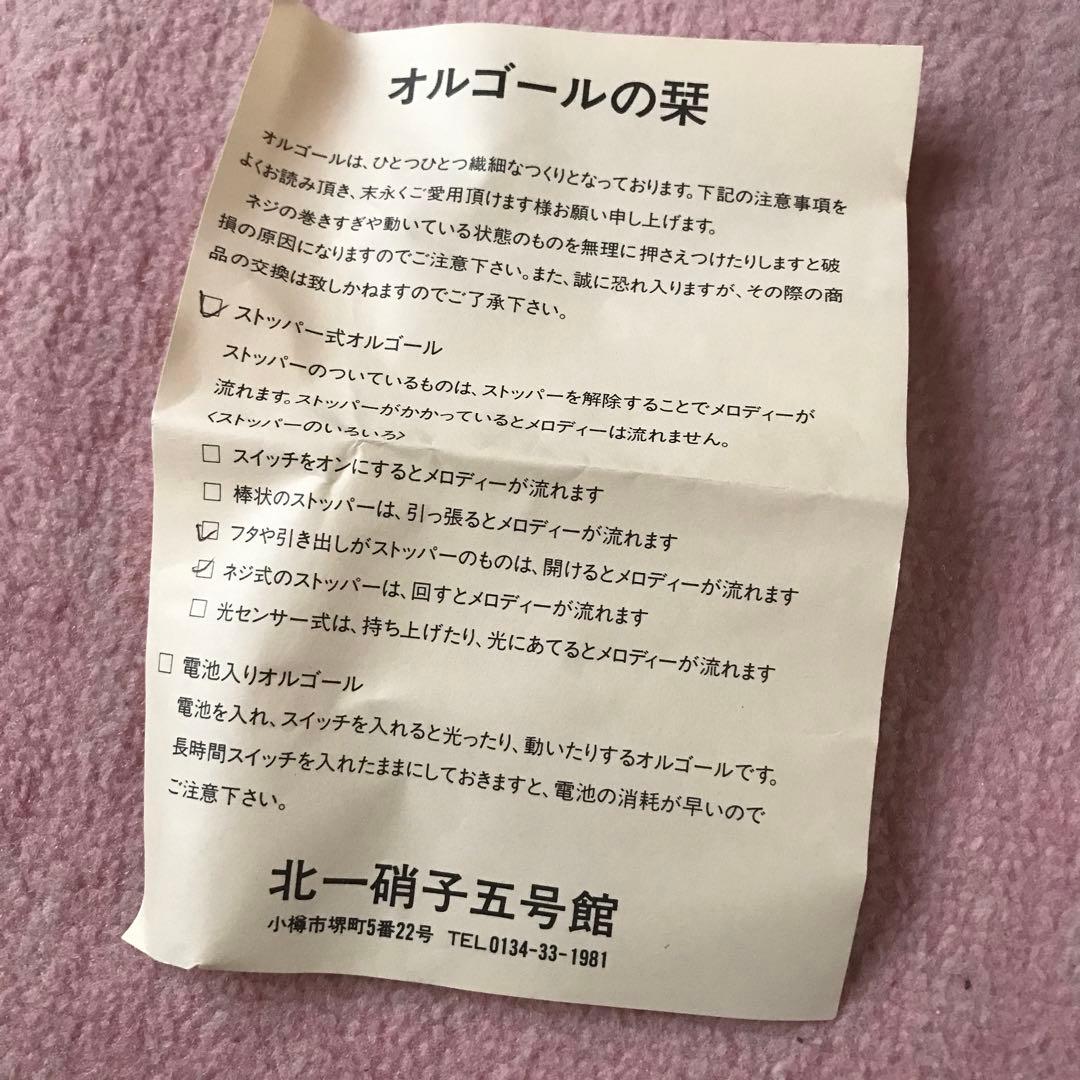 オルゴールの栞
オルゴールは、ひとつひとつ繊細なつくりとなっております。下記の注意事項を
よくお読み頂き、末永くご愛用頂けます様お願い申し上げます。
ネジの巻きすぎや動いている状態のものを無理に押さえつけたりしますと破
損の原因になりますのでご注意下さい。また、誠に恐れ入りますが、その際の商
品の交換は致しかねますのでご了承下さい。
☑ ストッパー式オルゴール
ストッパーのついているものは、ストッパーを解除することでメロディーが
流れます。ストッパーがかかっているとメロディーは流れません。
<ストッパーのいろいろ>
□ スイッチをオンにするとメロディーが流れます
□ 棒状のストッパーは、引っ張るとメロディーが流れます
☑ フタや引き出しがストッパーのものは、開けるとメロディーが流れます
☑ ネジ式のストッパーは、回すとメロディーが流れます
□ 光センサー式は、持ち上げたり、光にあてるとメロディーが流れます
□ 電池入りオルゴール
電池を入れ、スイッチを入れると光ったり、動いたりするオルゴールです。
長時間スイッチを入れたままにしておきますと、電池の消耗が早いので
ご注意下さい。
北一硝子五号館
小樽市堺町5番22号 TEL0134-33-1981